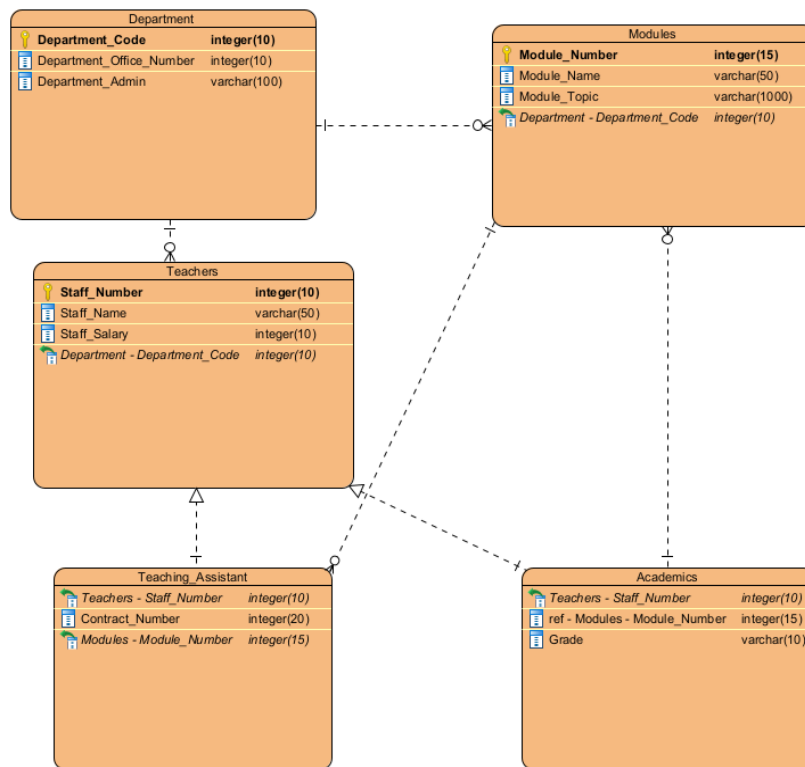 Department
Department_Code integer(10)
Department_Office_Number integer(10)
Department_Admin varchar(100)
Modules
Module_Number integer(15)
Module_Name varchar(50)
Module_Topic varchar(1000)
Department - Department_Code integer(10)
Teachers
Staff_Number integer(10)
Staff_Name varchar(50)
Staff_Salary integer(10)
Department - Department_Code integer(10)
Teaching_Assistant
Teachers - Staff_Number integer(10)
Contract_Number integer(20)
Modules - Module_Number integer(15)
Academics
Teachers - Staff_Number integer(10)
ref - Modules - Module_Number integer(15)
Grade varchar(10)